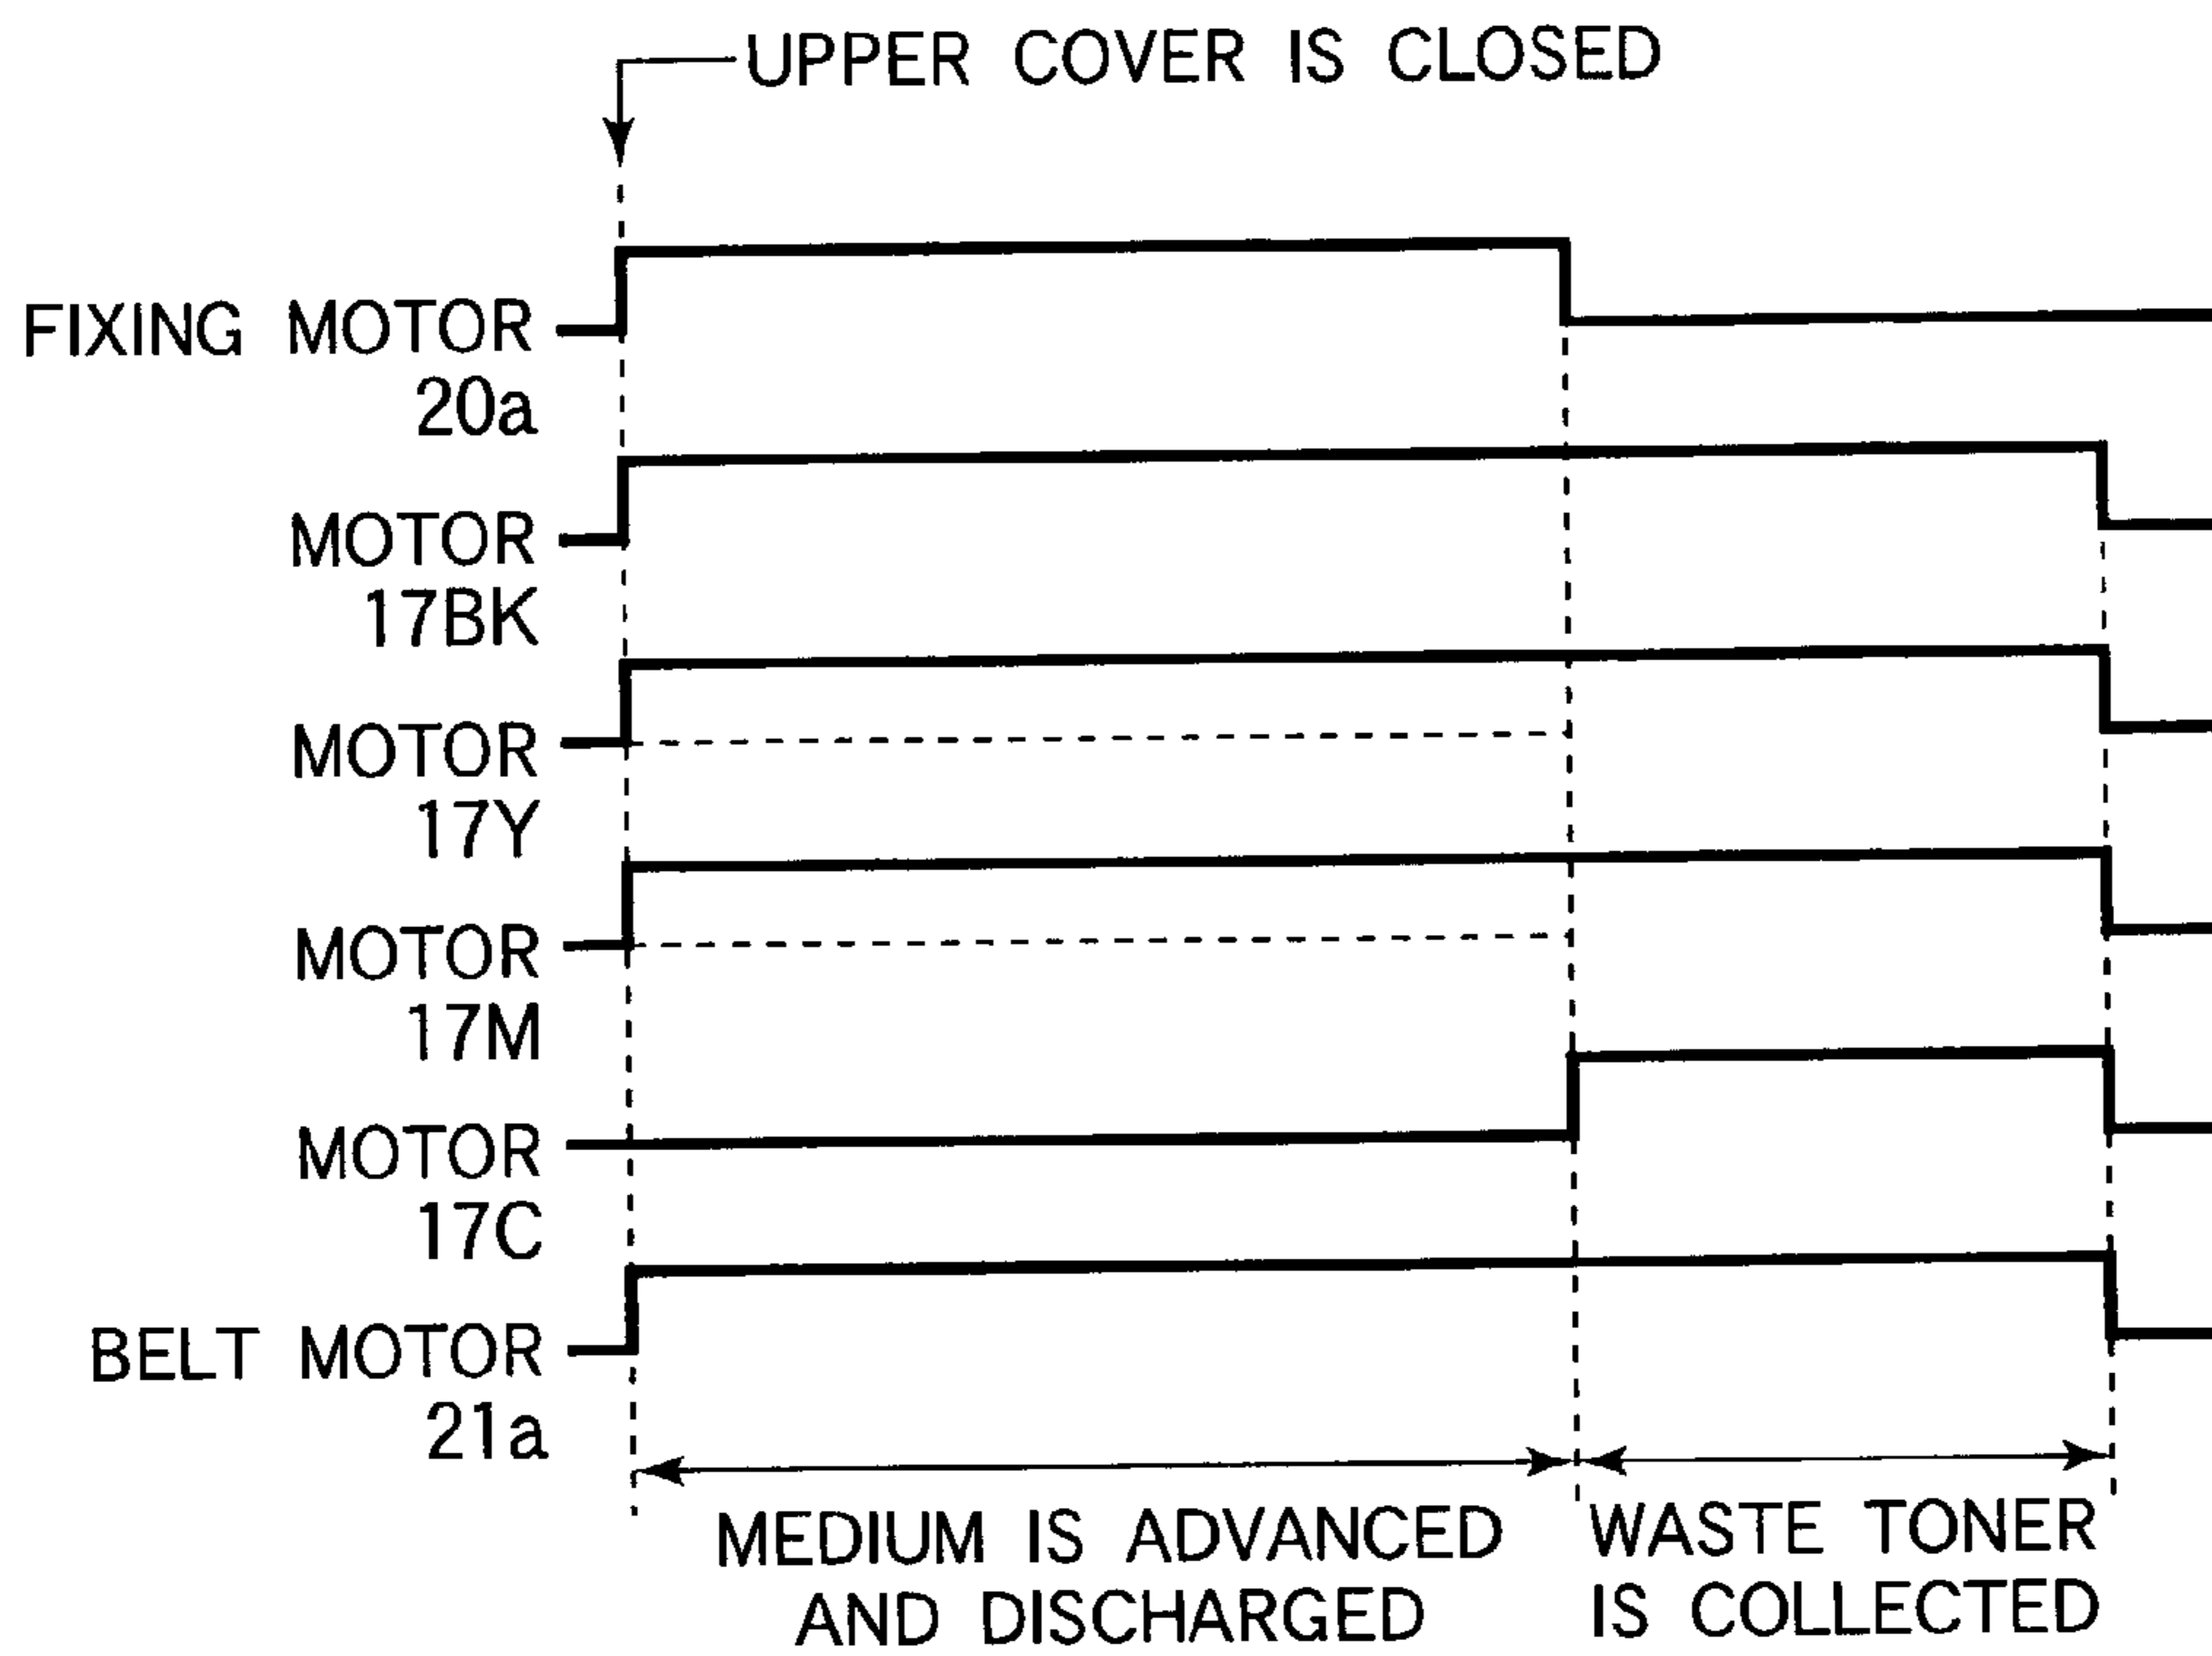 UPPER COVER IS CLOSED
FIXING MOTOR
20a
MOTOR
17BK
MOTOR
17Y
MOTOR
17M
MOTOR
17C
BELT MOTOR
21a
MEDIUM IS ADVANCED
AND DISCHARGED
WASTE TONER
IS COLLECTED